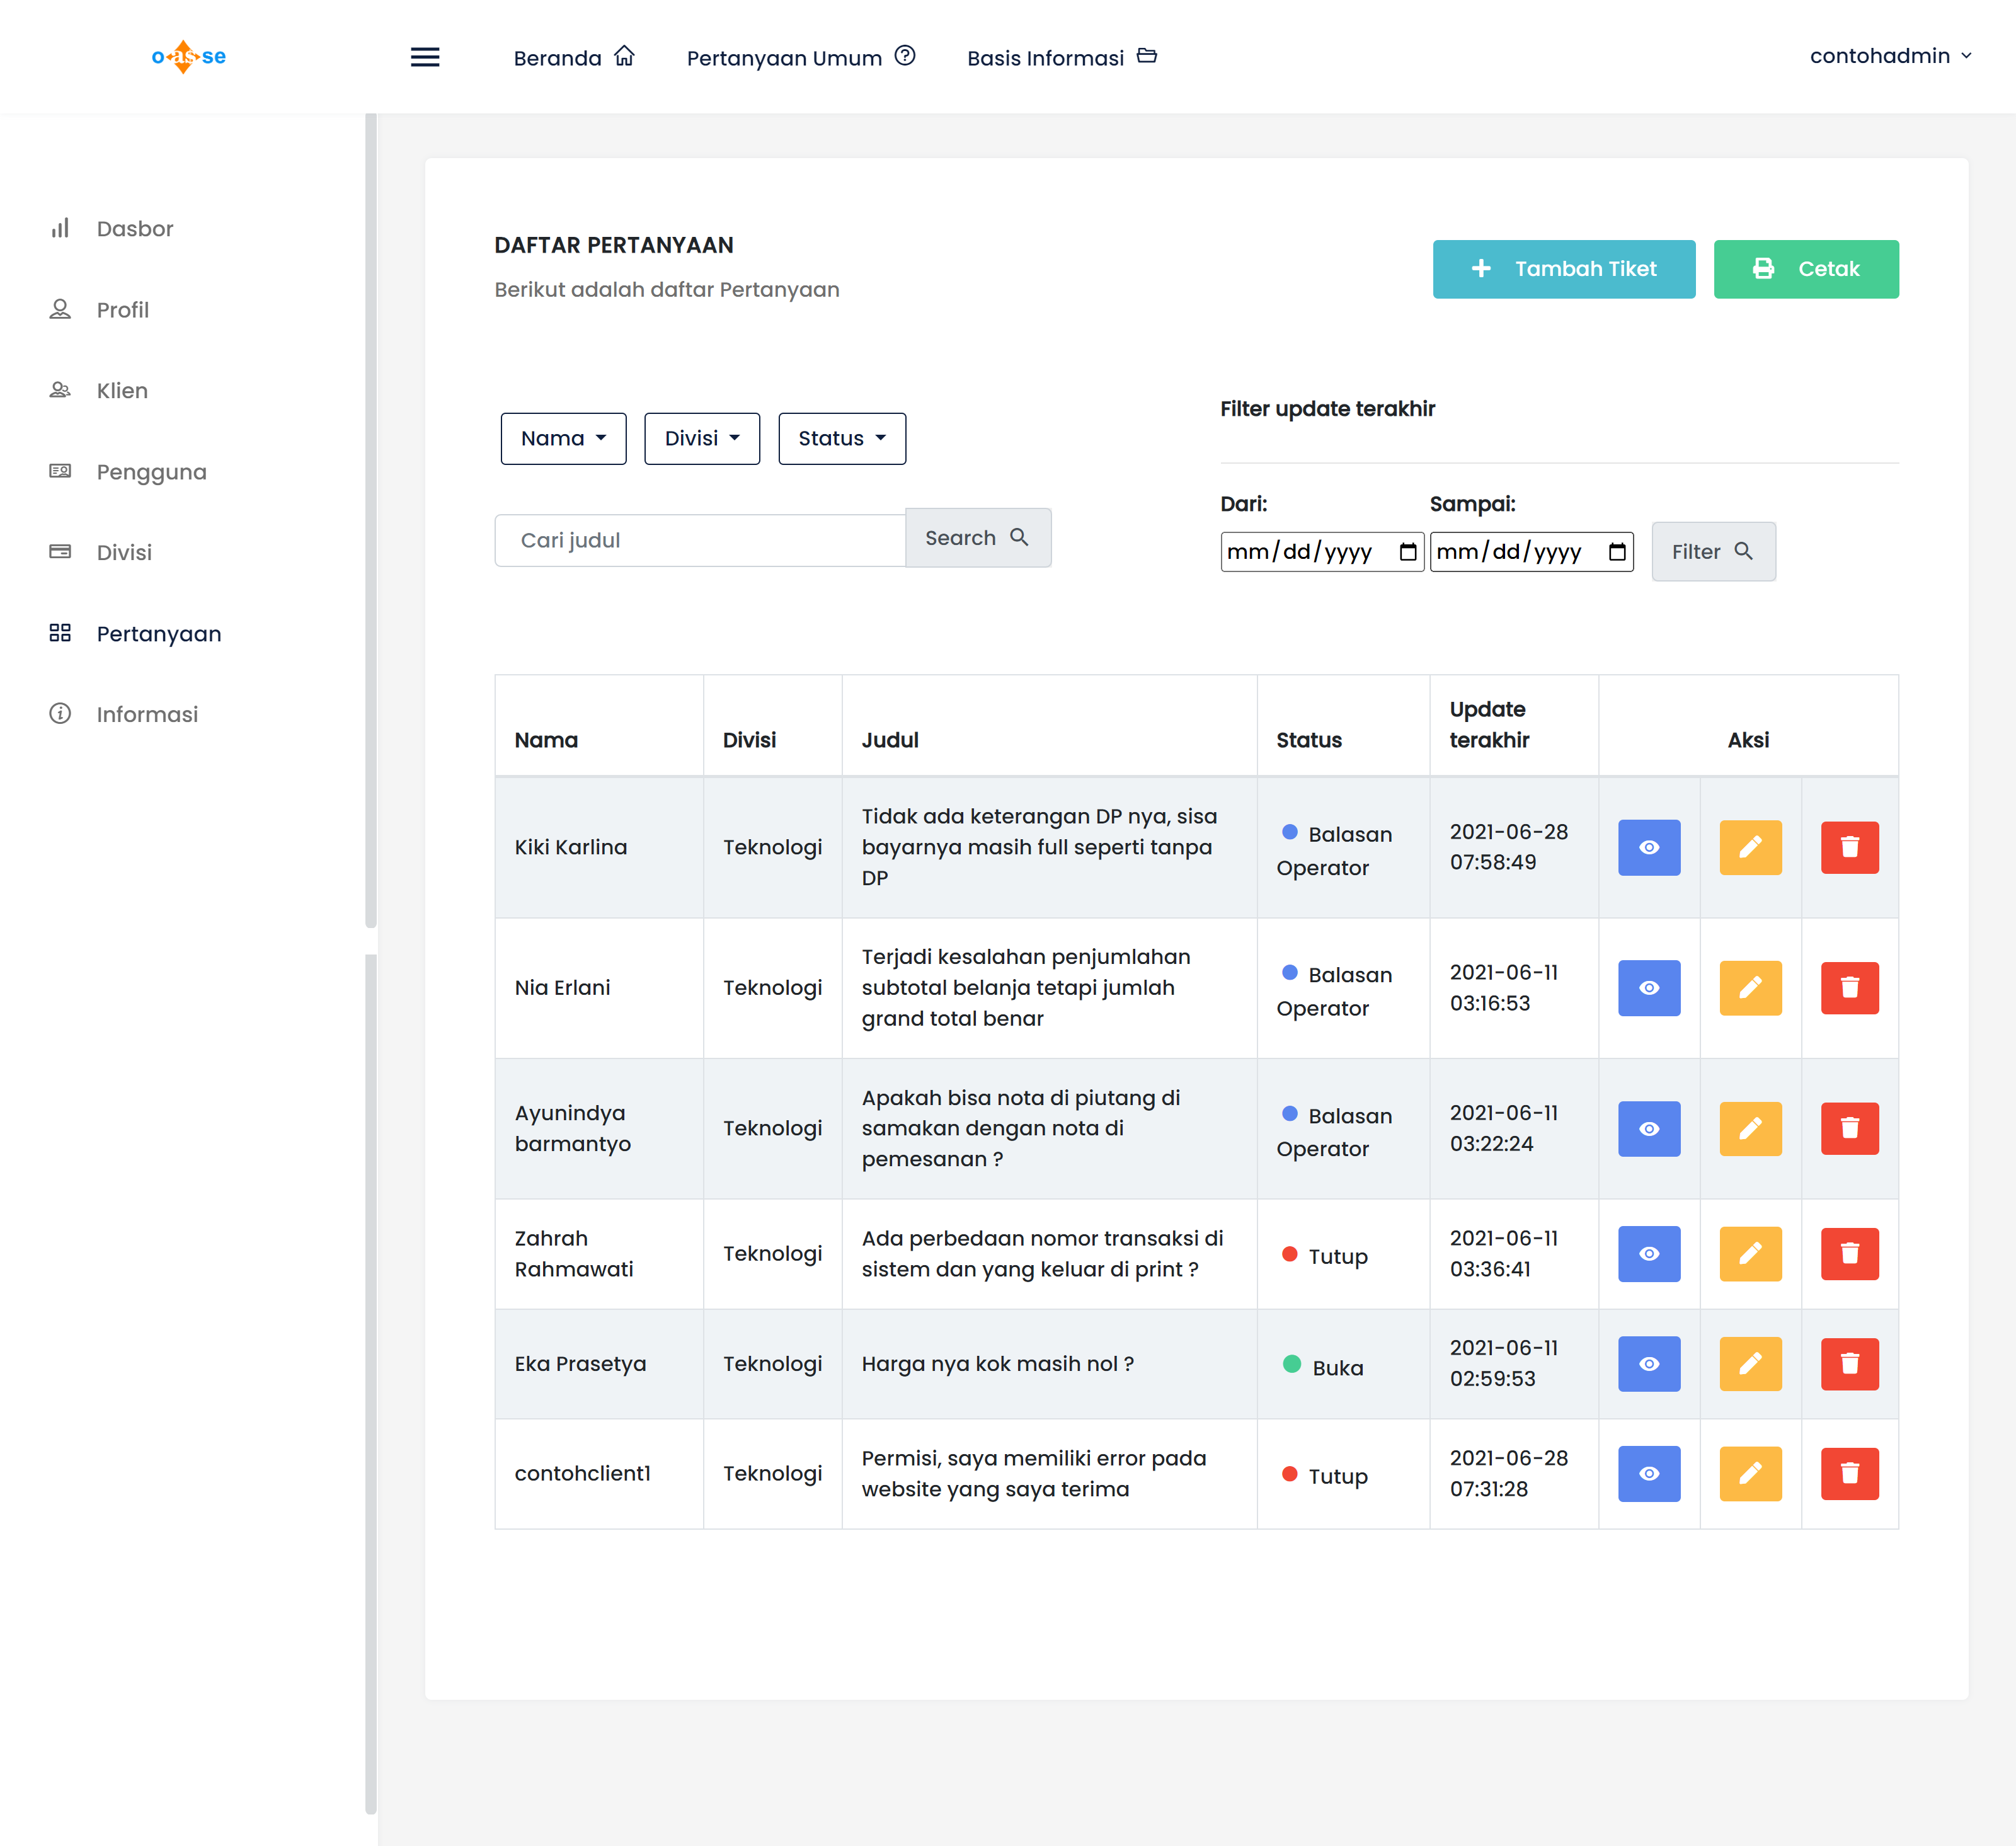 oasse
Beranda
Pertanyaan Umum
Basis Informasi
contohadmin
Dasbor
Profil
Klien
Pengguna
Divisi
Pertanyaan
Informasi
DAFTAR PERTANYAAN
Berikut adalah daftar Pertanyaan
Tambah Tiket
Cetak
Nama
Divisi
Status
Cari judul
Search
Filter update terakhir
Dari:
Sampai:
mm/dd/yyyy
mm/dd/yyyy
Filter
Nama
Divisi
Judul
Status
Update
terakhir
Aksi
Kiki Karlina
Teknologi
Tidak ada keterangan DP nya, sisa
bayarnya masih full seperti tanpa
DP
Balasan
Operator
2021-06-28
07:58:49
Nia Erlani
Teknologi
Terjadi kesalahan penjumlahan
subtotal belanja tetapi jumlah
grand total benar
Balasan
Operator
2021-06-11
03:16:53
Ayunindya
barmantyo
Teknologi
Apakah bisa nota di piutang di
samakan dengan nota di
pemesanan ?
Balasan
Operator
2021-06-11
03:22:24
Zahrah
Rahmawati
Teknologi
Ada perbedaan nomor transaksi di
sistem dan yang keluar di print ?
Tutup
2021-06-11
03:36:41
Eka Prasetya
Teknologi
Harga nya kok masih nol ?
Buka
2021-06-11
02:59:53
contohclient1
Teknologi
Permisi, saya memiliki error pada
website yang saya terima
Tutup
2021-06-28
07:31:28